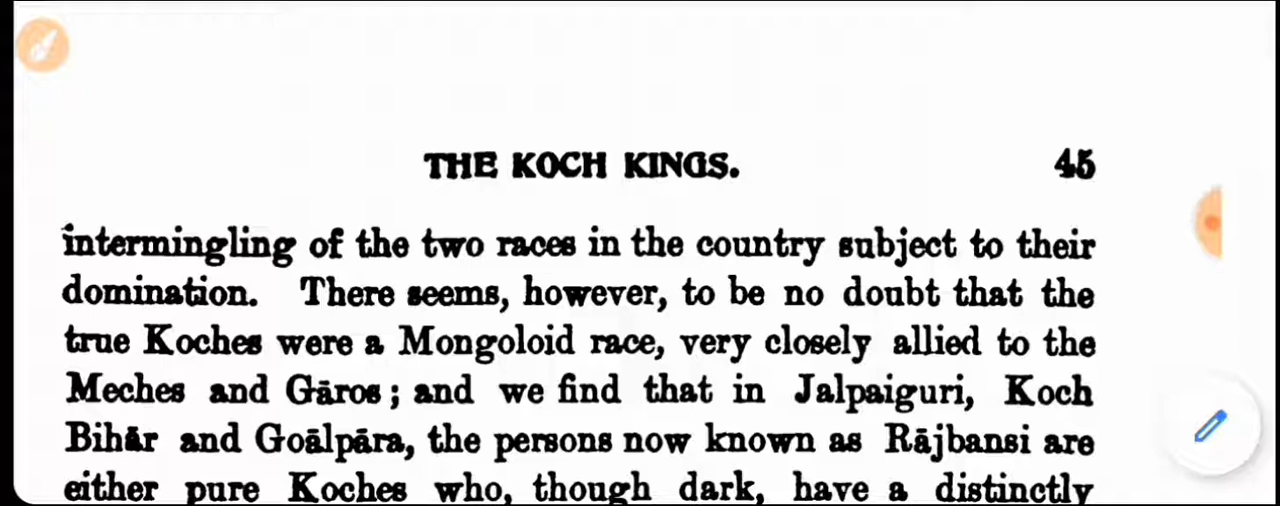 THE KOCH KINGS. 45
intermingling of the two races in the country subject to their
domination. There seems, however, to be no doubt that the
true Koches were a Mongoloid race, very closely allied to the
Meches and Gāros; and we find that in Jalpaiguri, Koch
Bihār and Goālpāra, the persons now known as Rājbansi are
either pure Koches who, though dark, have a distinctly